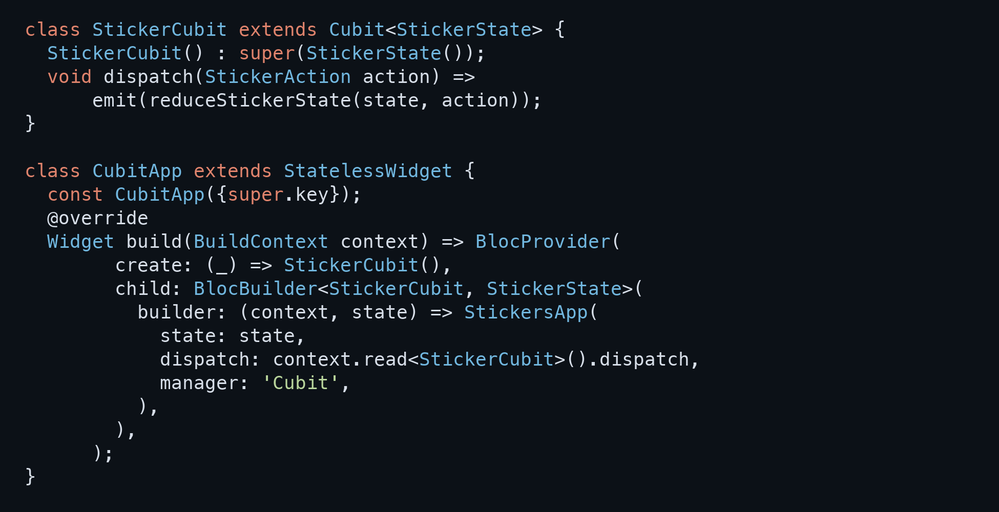 class StickerCubit extends Cubit<StickerState> {
  StickerCubit() : super(StickerState());
  void dispatch(StickerAction action) =>
      emit(reduceStickerState(state, action));
}

class CubitApp extends StatelessWidget {
  const CubitApp({super.key});
  @override
  Widget build(BuildContext context) => BlocProvider(
        create: (_) => StickerCubit(),
        child: BlocBuilder<StickerCubit, StickerState>(
          builder: (context, state) => StickersApp(
            state: state,
            dispatch: context.read<StickerCubit>().dispatch,
            manager: 'Cubit',
          ),
        ),
      );
}